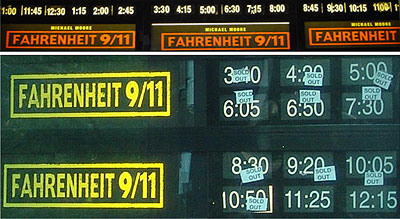 1:00 11:45 12:30 1:15 2:00 2:45 3:30 4:15 5:00 6:30 7:15 8:00 8:45 9:30 10:15 11:00
MICHAEL MOORE MICHAEL MOORE MICHAEL MOORE
FAHRENHEIT 9/11 FAHRENHEIT 9/11 FAHRENHEIT 9/11
FAHRENHEIT 9/11
4:20 5:00
SOLD OUT SOLD OUT SOLD OUT
6:05 6:50 7:30
SOLD OUT SOLD OUT
FAHRENHEIT 9/11
8:30 9:20 10:05
SOLD OUT SOLD OUT SOLD OUT
10:50 11:25 12:15
SOLD OUT